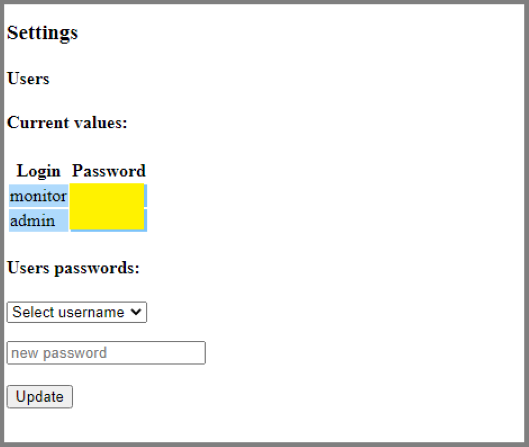 Settings
Users
Current values:
Login Password
monitor
admin
Users passwords:
Select username
new password
Update